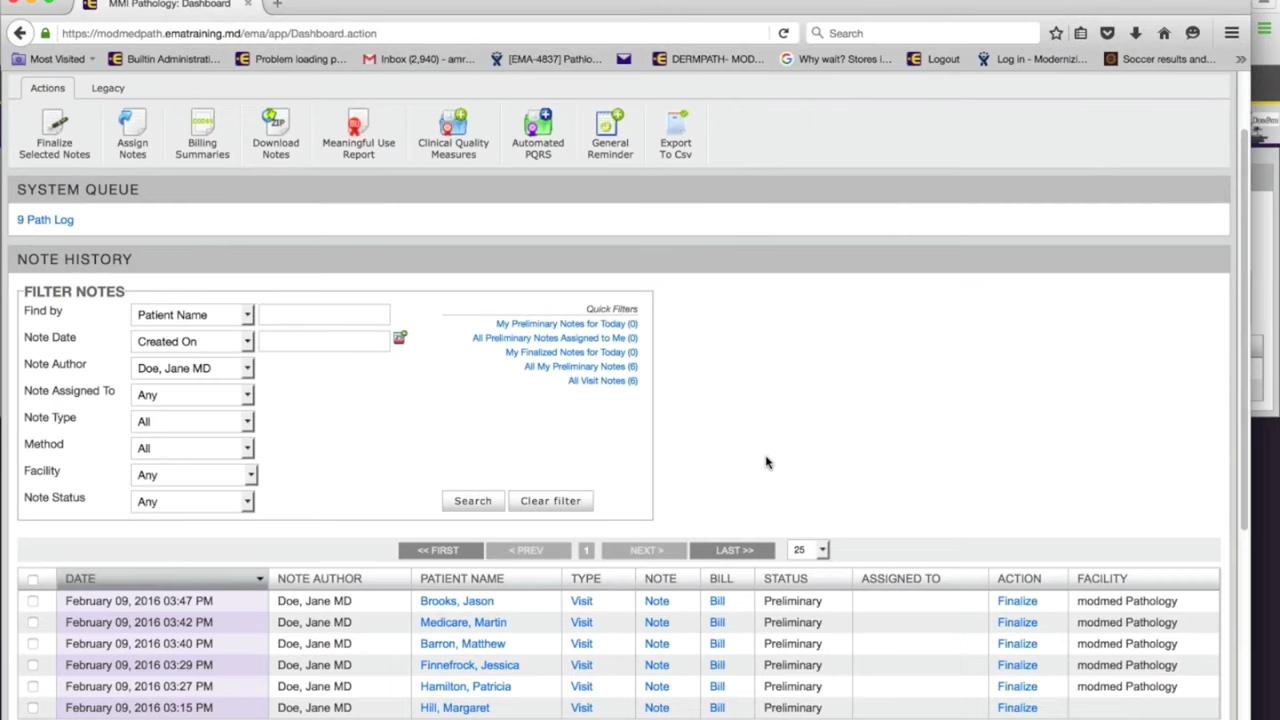 MMI Pathology: Dashboard
https://modmedpath.ematraining.md/ema/app/Dashboard.action
Search
Most Visited
Builtin Administrati...
Problem loading p...
Inbox (2,940) - amr...
[EMA-4837] Pathlo...
DERMPATH- MOD...
Why wait? Stores i...
Logout
Log in - Modernizi...
Soccer results and...
Actions
Legacy
Finalize
Selected Notes
Assign
Notes
Billing
Summaries
Download
Notes
Meaningful Use
Report
Clinical Quality
Measures
Automated
PQRS
General
Reminder
Export
To Csv
SYSTEM QUEUE
9 Path Log
NOTE HISTORY
FILTER NOTES
Find by Patient Name
Note Date Created On
Note Author Doe, Jane MD
Note Assigned To Any
Note Type All
Method All
Facility Any
Note Status Any
Quick Filters
My Preliminary Notes for Today (0)
All Preliminary Notes Assigned to Me (0)
My Finalized Notes for Today (0)
All My Preliminary Notes (6)
All Visit Notes (6)
Search Clear filter
<< FIRST < PREV 1 NEXT > LAST >> 25
DATE NOTE AUTHOR PATIENT NAME TYPE NOTE BILL STATUS ASSIGNED TO ACTION FACILITY
February 09, 2016 03:47 PM Doe, Jane MD Brooks, Jason Visit Note Bill Preliminary Finalize modmed Pathology
February 09, 2016 03:42 PM Doe, Jane MD Medicare, Martin Visit Note Bill Preliminary Finalize modmed Pathology
February 09, 2016 03:40 PM Doe, Jane MD Barron, Matthew Visit Note Bill Preliminary Finalize modmed Pathology
February 09, 2016 03:29 PM Doe, Jane MD Finnefrock, Jessica Visit Note Bill Preliminary Finalize modmed Pathology
February 09, 2016 03:27 PM Doe, Jane MD Hamilton, Patricia Visit Note Bill Preliminary Finalize modmed Pathology
February 09, 2016 03:15 PM Doe, Jane MD Hill, Margaret Visit Note Bill Preliminary Finalize